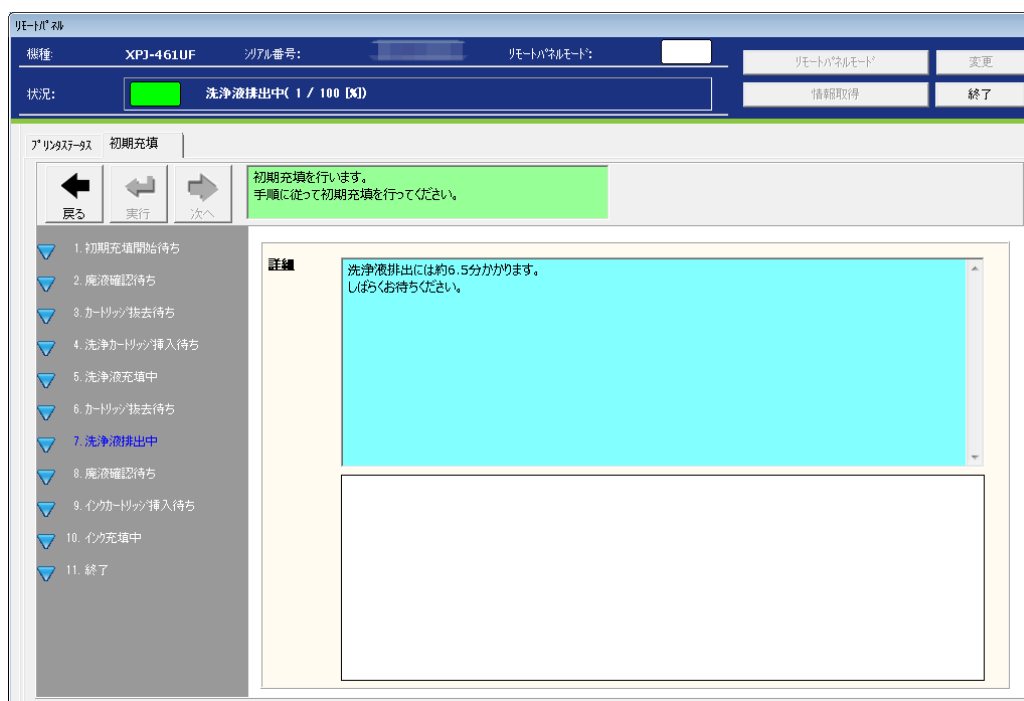 ﾘﾓｰﾄﾊﾟﾈﾙ
機種: XPJ-461UF ｼﾘｱﾙ番号: ﾘﾓｰﾄﾊﾟﾈﾙﾓｰﾄﾞ:
ﾘﾓｰﾄﾊﾟﾈﾙﾓｰﾄﾞ 変更
状況: 洗浄液排出中( 1 / 100 [%])
情報取得 終了
ﾌﾟﾘﾝﾀｽﾃｰﾀｽ 初期充填
戻る 実行 次へ
初期充填を行います。
手順に従って初期充填を行ってください。
1. 初期充填開始待ち
2. 廃液確認待ち
3. ｶｰﾄﾘｯｼﾞ抜去待ち
4. 洗浄ｶｰﾄﾘｯｼﾞ挿入待ち
5. 洗浄液充填中
6. ｶｰﾄﾘｯｼﾞ抜去待ち
7. 洗浄液排出中
8. 廃液確認待ち
9. ｲﾝｸｶｰﾄﾘｯｼﾞ挿入待ち
10. ｲﾝｸ充填中
11. 終了
詳細
洗浄液排出には約6.5分かかります。
しばらくお待ちください。